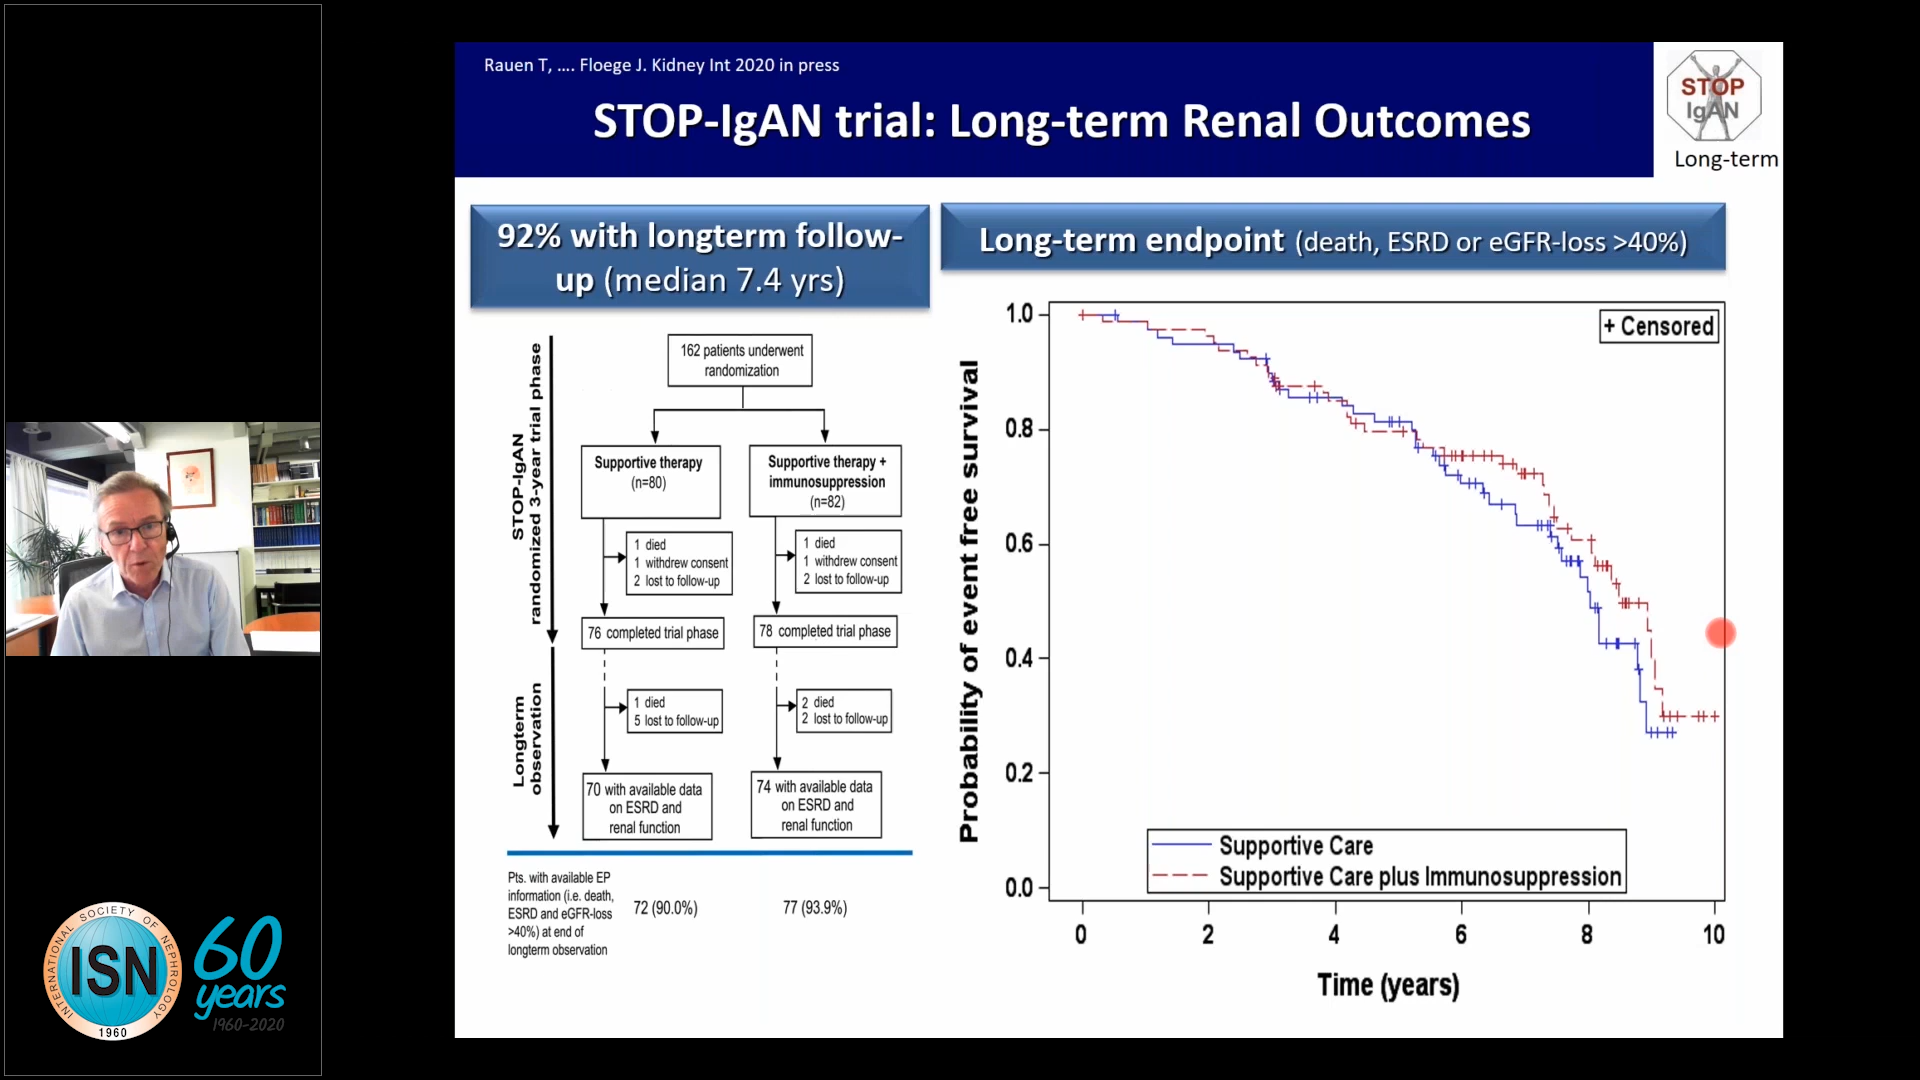 Rauen T, .... Floege J. Kidney Int 2020 in press
STOP-IgAN trial: Long-term Renal Outcomes
STOP
IgAN
Long-term
92% with longterm follow-
up (median 7.4 yrs)
Long-term endpoint (death, ESRD or eGFR-loss >40%)
STOP-IgAN
randomized 3-year trial phase
162 patients underwent
randomization
Supportive therapy
(n=80)
Supportive therapy +
immunosuppression
(n=82)
1 died
1 withdrew consent
2 lost to follow-up
1 died
1 withdrew consent
2 lost to follow-up
76 completed trial phase
78 completed trial phase
Longterm
observation
1 died
5 lost to follow-up
2 died
2 lost to follow-up
70 with available data
on ESRD and
renal function
74 with available data
on ESRD and
renal function
Pts. with available EP
information (i.e. death,
ESRD and eGFR-loss
>40%) at end of
longterm observation
72 (90.0%)
77 (93.9%)
Probability of event free survival
+ Censored
1.0
0.8
0.6
0.4
0.2
0.0
Supportive Care
Supportive Care plus Immunosuppression
0 2 4 6 8 10
Time (years)
INTERNATIONAL SOCIETY OF NEPHROLOGY
ISN
1960
60
years
1960-2020